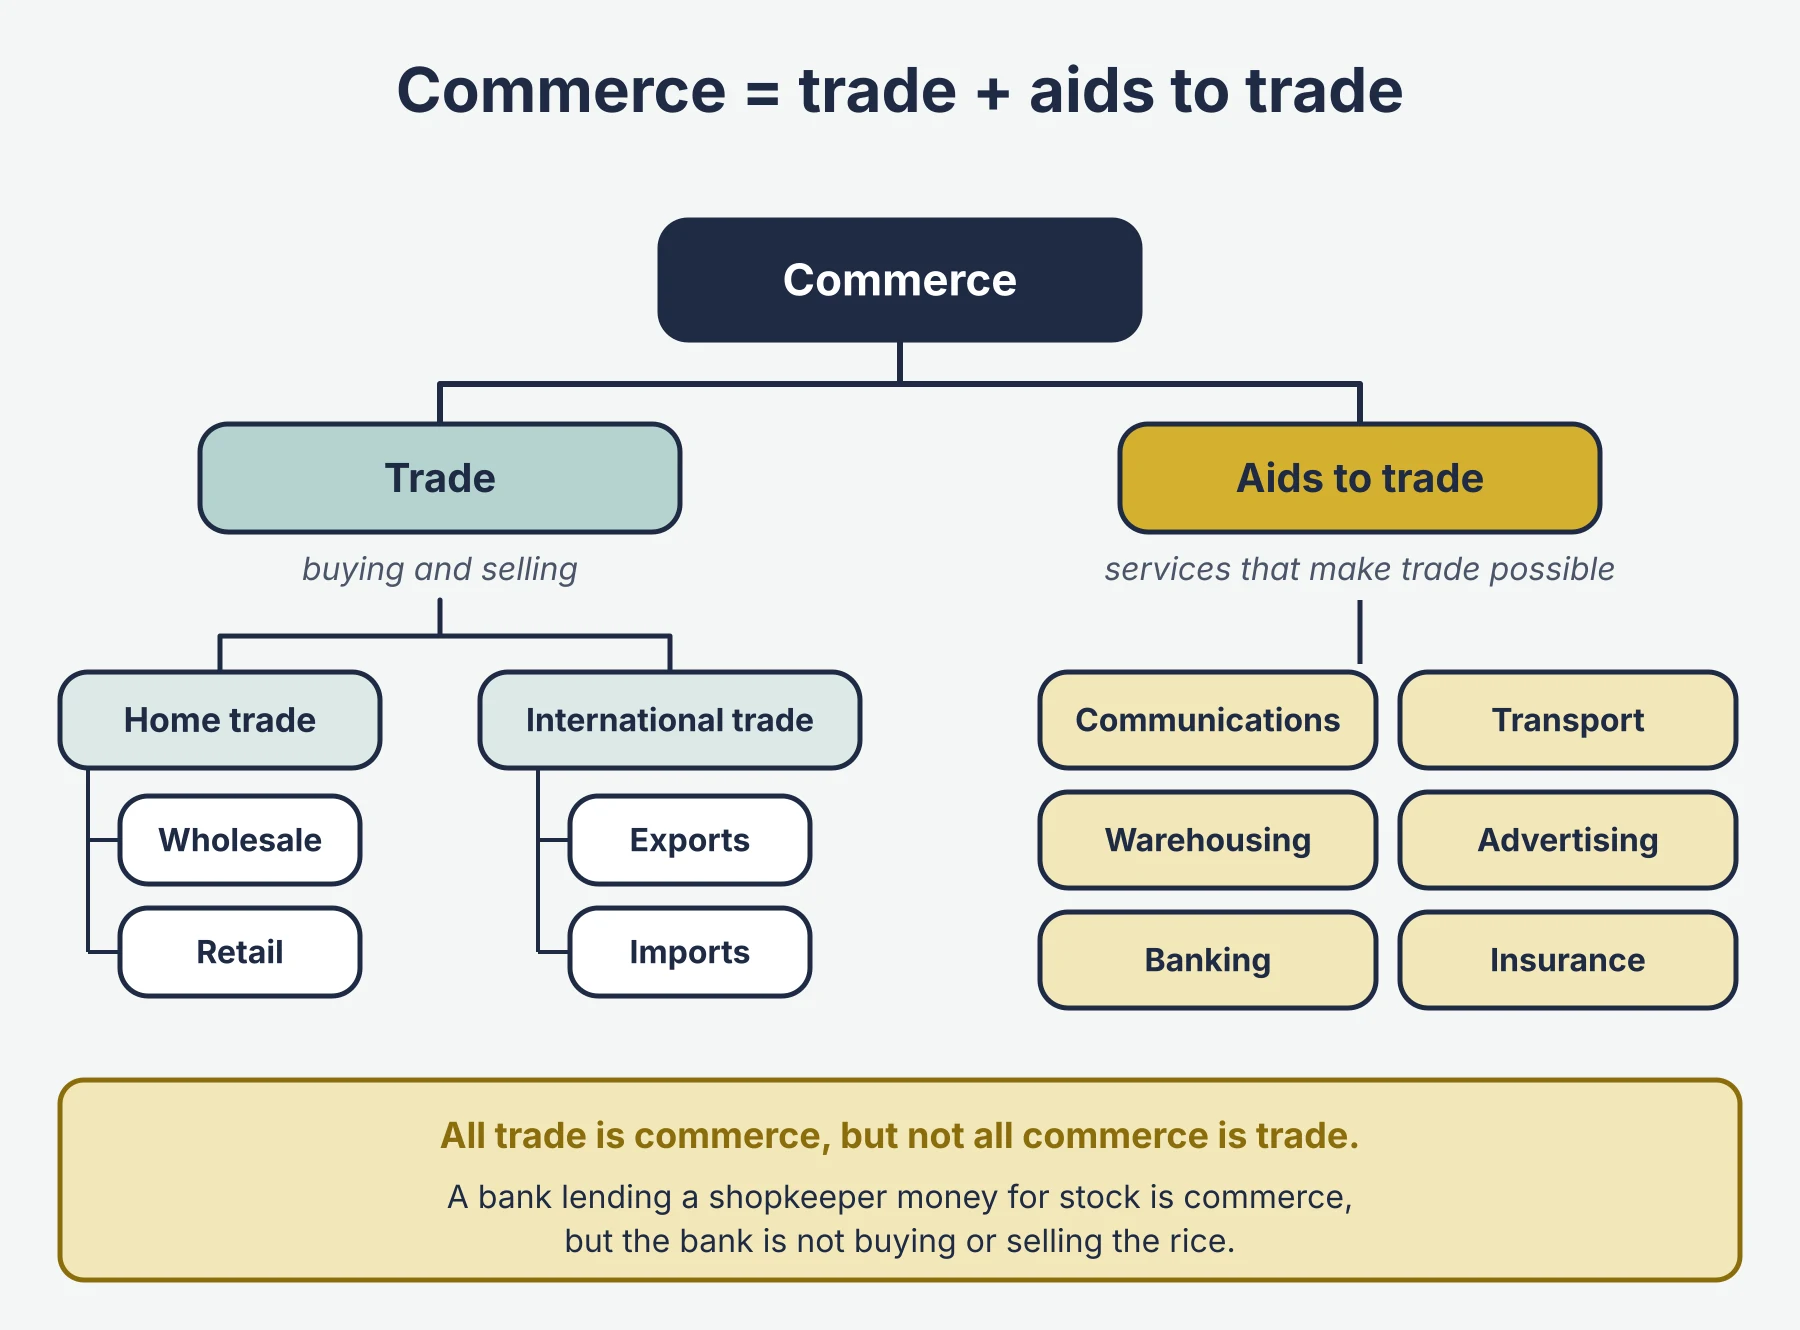 Commerce = trade + aids to trade
Commerce
Trade
Aids to trade
buying and selling
services that make trade possible
Home trade
International trade
Communications
Transport
Wholesale
Exports
Warehousing
Advertising
Retail
Imports
Banking
Insurance
All trade is commerce, but not all commerce is trade.
A bank lending a shopkeeper money for stock is commerce,
but the bank is not buying or selling the rice.